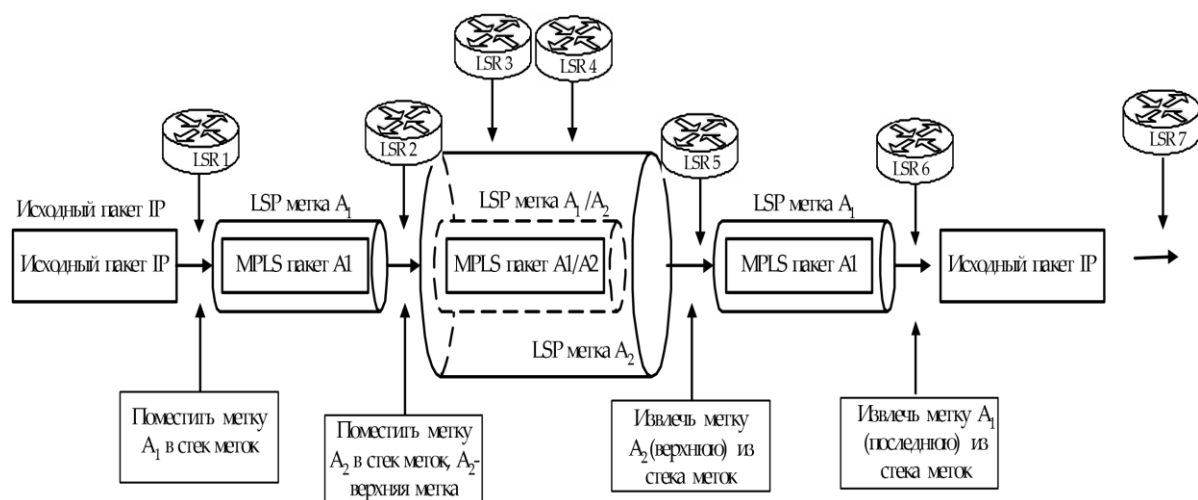 LSR 3
LSR 4
LSR 1
LSR 2
LSR 5
LSR 6
LSR 7
Исходный пакет IP
LSP метка A1
LSP метка A1 /A2
LSP метка A1
Исходный пакет IP
MPLS пакет A1
MPLS пакет A1/A2
MPLS пакет A1
Исходный пакет IP
LSP метка A2
Поместить метку
A1 в стек меток
Поместить метку
A2 в стек меток, A2-
верхняя метка
Извлечь метку
A2 (верхнюю) из
стека меток
Извлечь метку A1
(последнюю) из
стека меток